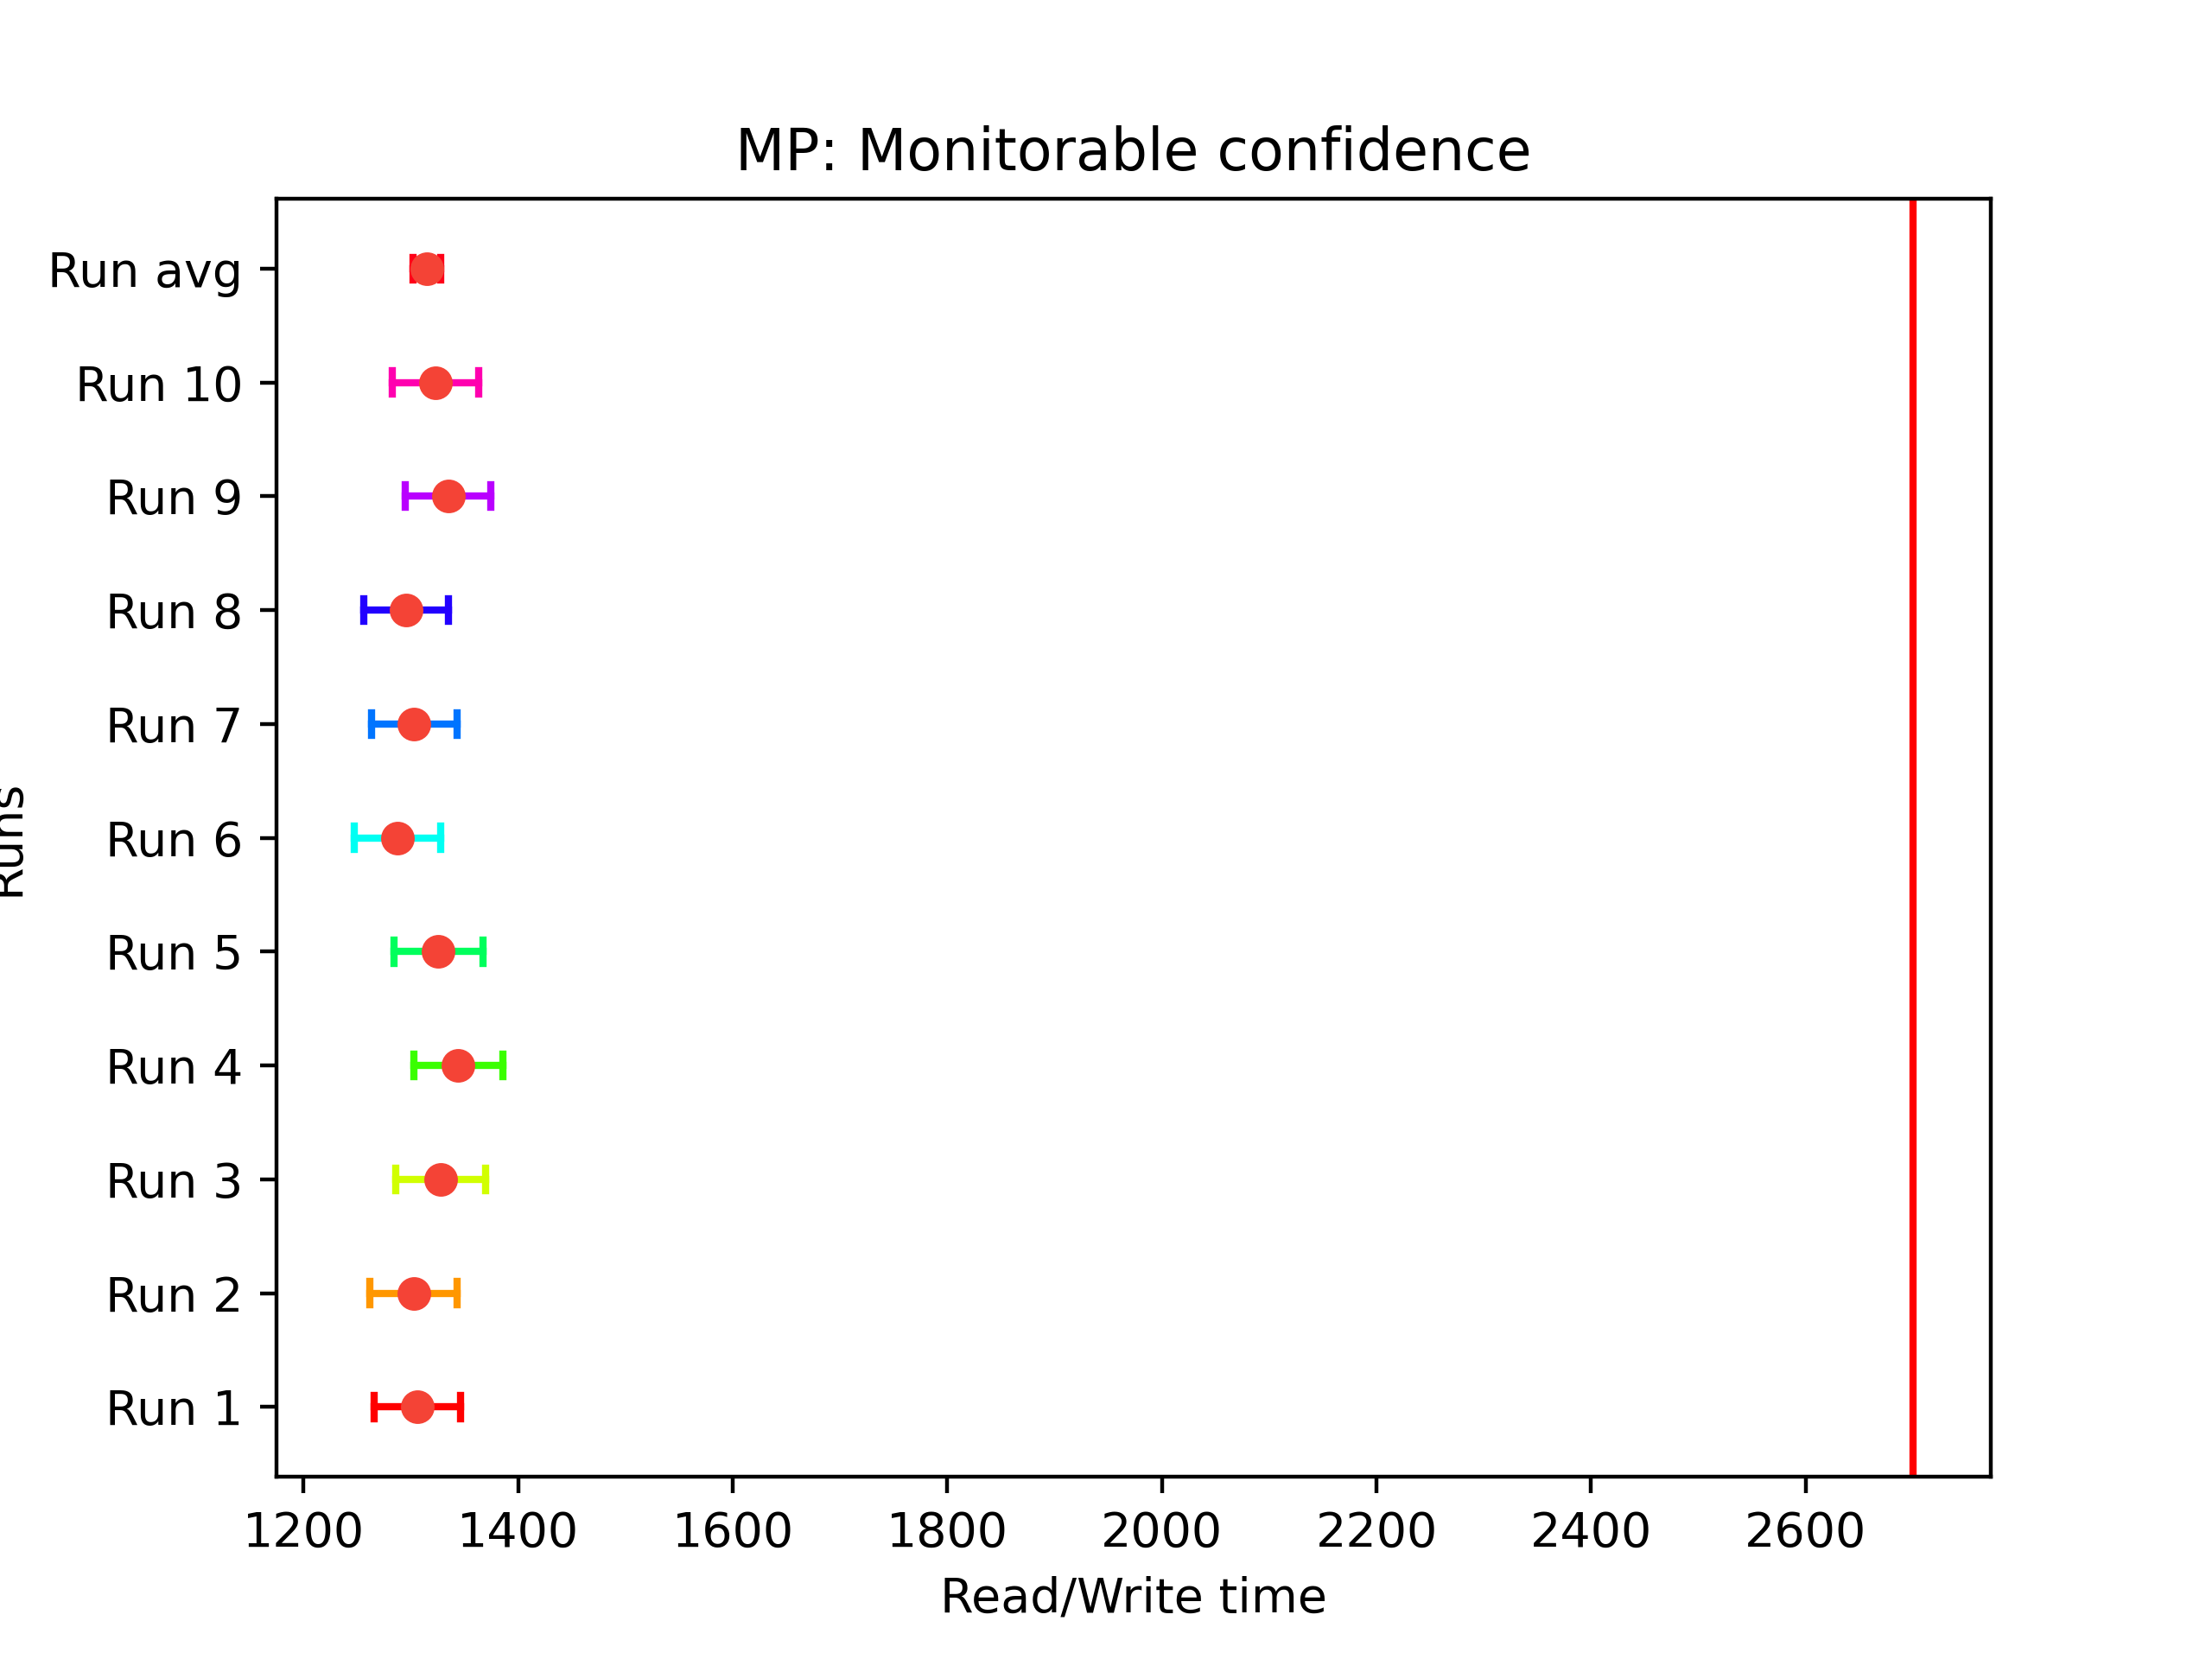 MP: Monitorable confidence
Run avg
Run 10
Run 9
Run 8
Run 7
Run 6
Run 5
Run 4
Run 3
Run 2
Run 1
Runs
1200 1400 1600 1800 2000 2200 2400 2600
Read/Write time